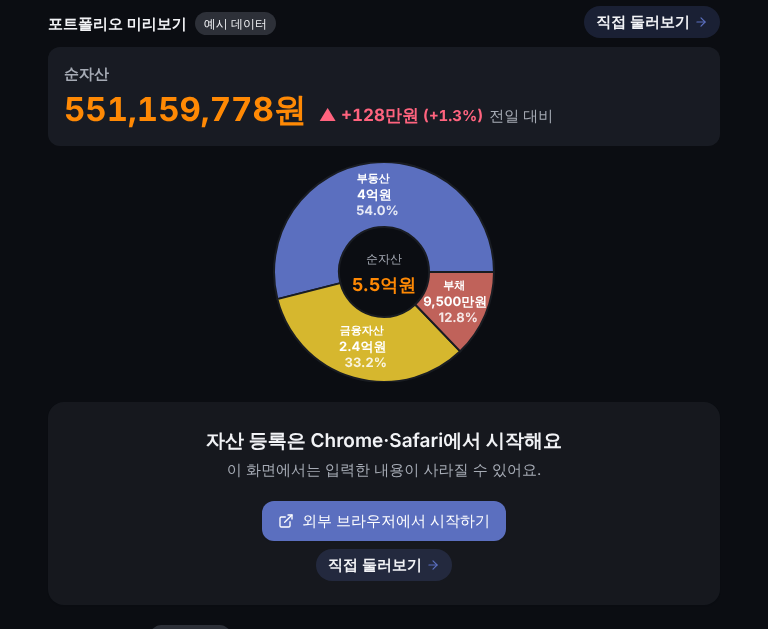 포트폴리오 미리보기 예시 데이터 직접 둘러보기 →
순자산
551,159,778원 ▲ +128만원 (+1.3%) 전일 대비
부동산
4억원
54.0%
순자산
5.5억원
부채
9,500만원
12.8%
금융자산
2.4억원
33.2%
자산 등록은 Chrome·Safari에서 시작해요
이 화면에서는 입력한 내용이 사라질 수 있어요.
외부 브라우저에서 시작하기
직접 둘러보기 →